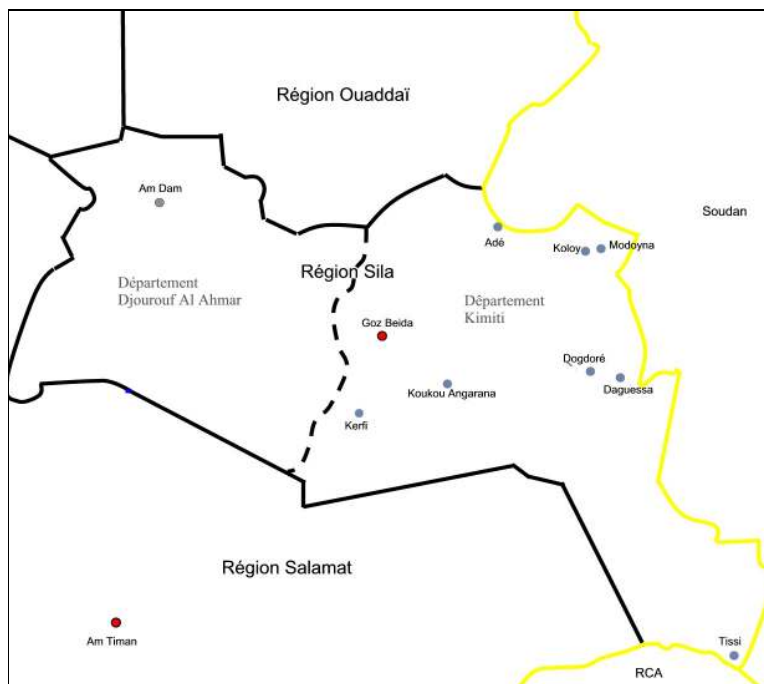 Région Ouaddaï
Am Dam
Soudan
Adé
Koloy
Modoyna
Région Sila
Département
Djourouf Al Ahmar
Département
Kimiti
Goz Beida
Dogdoré
Daguessa
Koukou Angarana
Kerfi
Région Salamat
Am Timan
Tissi
RCA